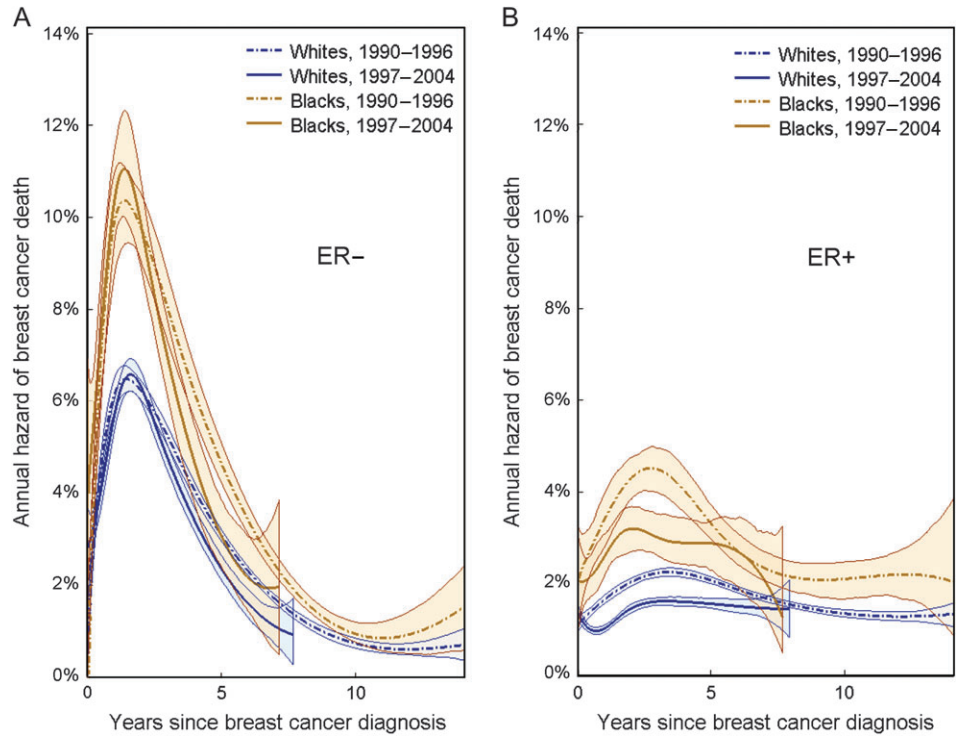 A
Annual hazard of breast cancer death
14%
12%
10%
8%
6%
4%
2%
0%
Whites, 1990–1996
Whites, 1997–2004
Blacks, 1990–1996
Blacks, 1997–2004
ER–
0
5
10
Years since breast cancer diagnosis
B
Annual hazard of breast cancer death
14%
12%
10%
8%
6%
4%
2%
0%
Whites, 1990–1996
Whites, 1997–2004
Blacks, 1990–1996
Blacks, 1997–2004
ER+
0
5
10
Years since breast cancer diagnosis